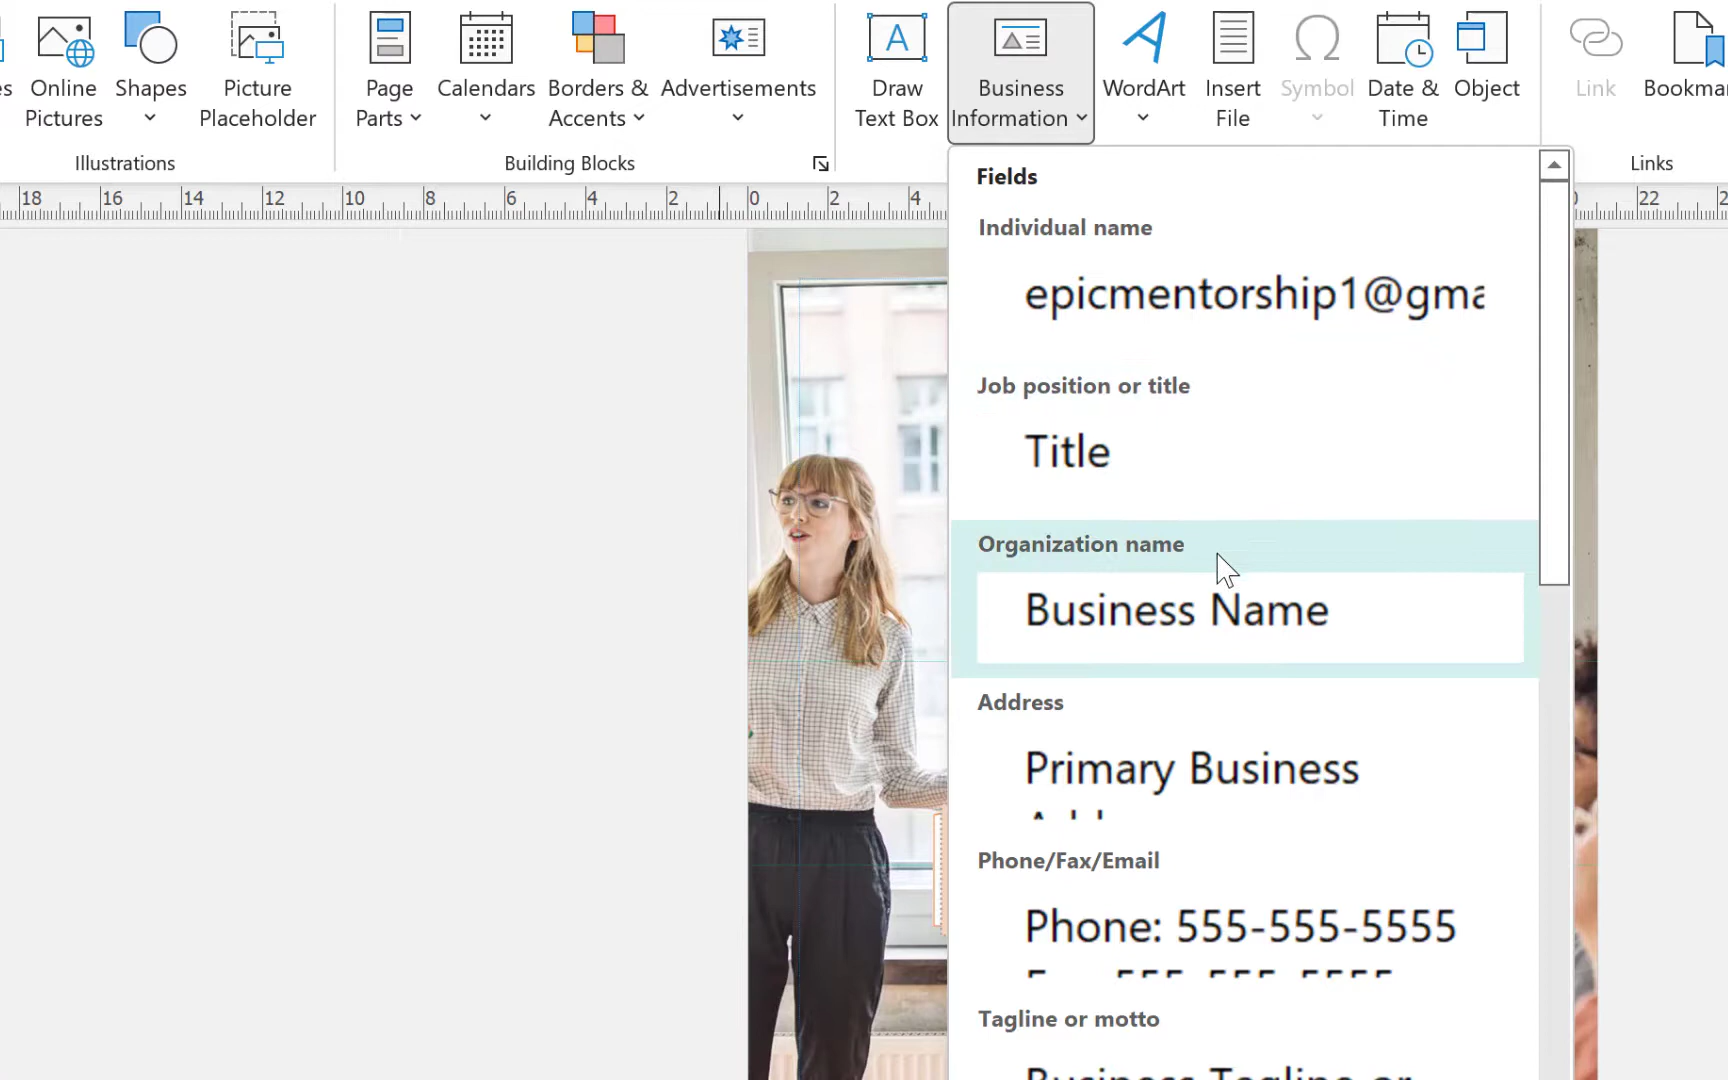 Online
Pictures
Shapes
Picture
Placeholder
Illustrations
Page
Parts
Calendars
Borders &
Accents
Advertisements
Building Blocks
Draw
Text Box
Business
Information
WordArt
Insert
File
Symbol
Date &
Time
Object
Link
Links
18 16 14 12 10 8 6 4 2 0 2 4 22
Fields
Individual name
epicmentorship1@gma
Job position or title
Title
Organization name
Business Name
Address
Primary Business
Phone/Fax/Email
Phone: 555-555-5555
Tagline or motto
Business Tagline or